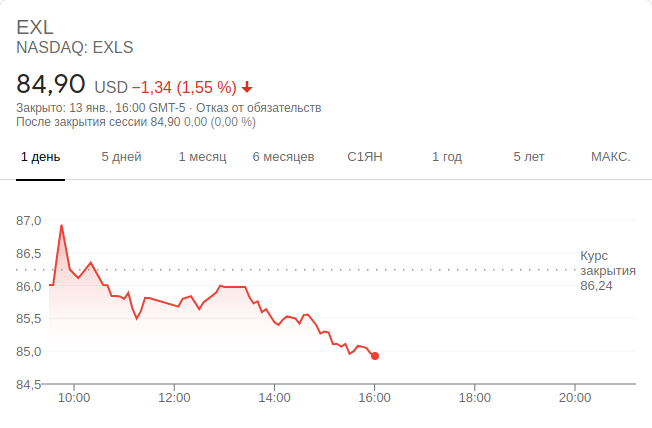 EXL
NASDAQ: EXLS
84,90 USD −1,34 (1,55 %)
Закрыто: 13 янв., 16:00 GMT-5 · Отказ от обязательств
После закрытия сессии 84,90 0,00 (0,00 %)
1 день 5 дней 1 месяц 6 месяцев С1ЯН 1 год 5 лет МАКС.
87,0
86,5
Курс
закрытия
86,24
86,0
85,5
85,0
84,5
10:00 12:00 14:00 16:00 18:00 20:00